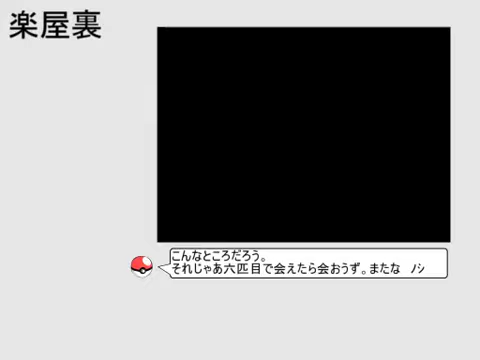 楽屋裏
こんなところだろう。
それじゃあ六匹目で会えたら会おうず。またな　ﾉｼ